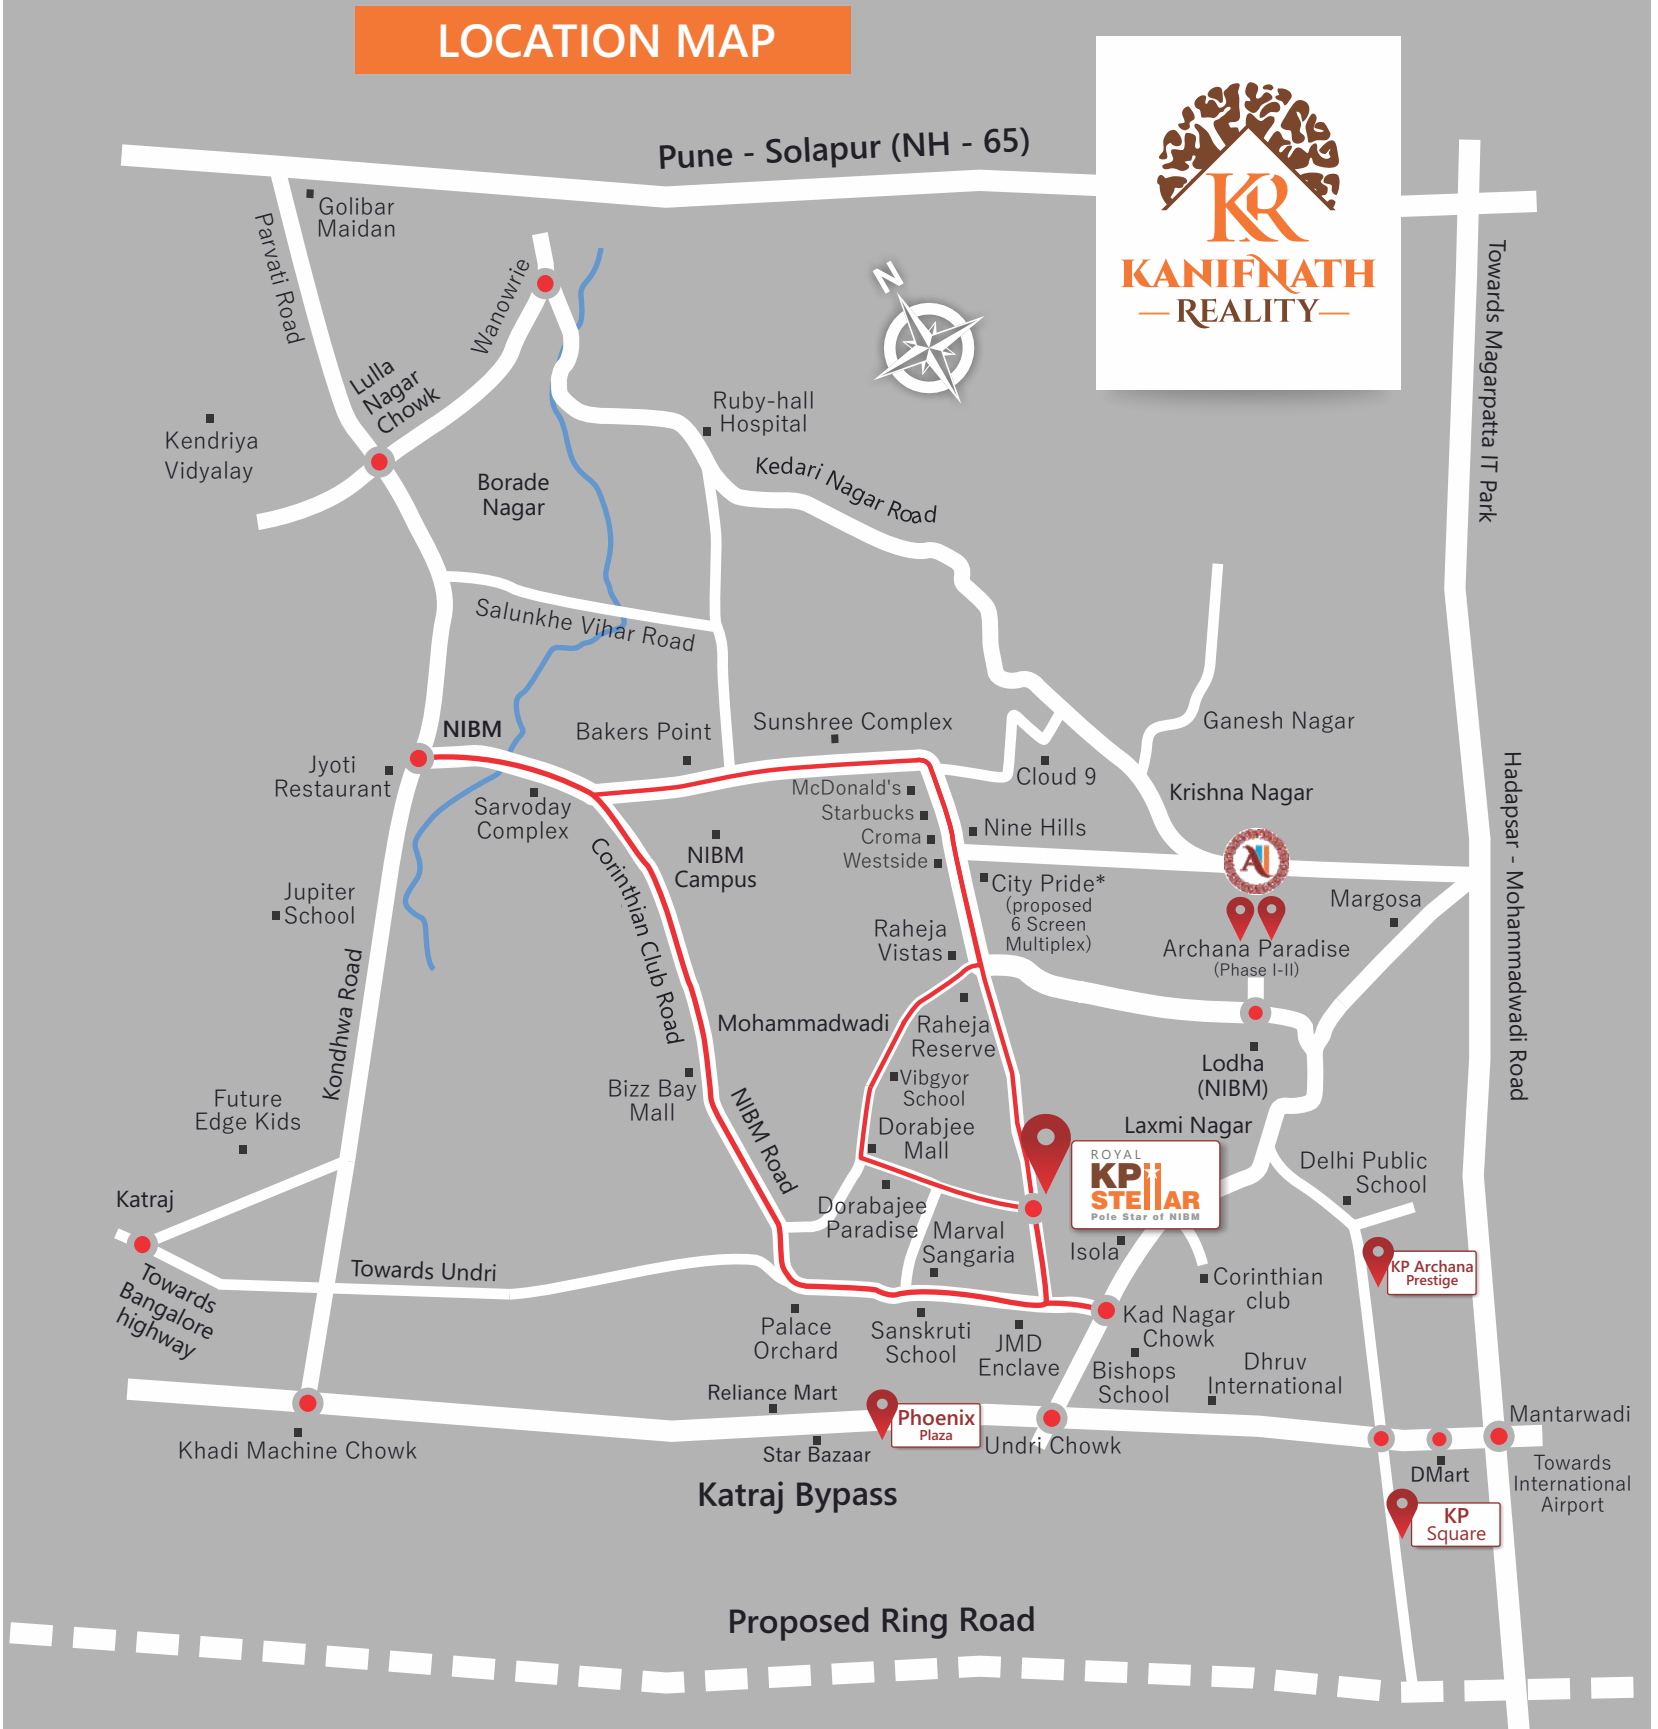 LOCATION MAP
Pune - Solapur (NH - 65)
KR
KANIFNATH
REALITY
Golibar
Maidan
Parvati Road
N
Wanowrie
Towards Magarpatta IT Park
Lulla
Nagar
Chowk
Kendriya
Vidyalay
Ruby-hall
Hospital
Kedari Nagar Road
Borade
Nagar
Salunkhe Vihar Road
NIBM
Bakers Point
Sunshree Complex
Ganesh Nagar
Jyoti
Restaurant
Cloud 9
McDonald's
Starbucks
Croma
Westside
Sarvoday
Complex
Krishna Nagar
Hadapsar - Mohammadwadi Road
Nine Hills
NIBM
Campus
Corinthian Club Road
City Pride*
(proposed
6 Screen
Multiplex)
Jupiter
School
Margosa
Raheja
Vistas
Archana Paradise
(Phase I-II)
Kondhwa Road
Mohammadwadi
Raheja
Reserve
Lodha
(NIBM)
Bizz Bay
Mall
Vibgyor
School
Future
Edge Kids
NIBM Road
Dorabjee
Mall
Laxmi Nagar
ROYAL
KP
STELLAR
Pole Star of NIBM
Delhi Public
School
Katraj
Dorabajee
Paradise
Marval
Sangaria
Isola
Towards
Bangalore
highway
Towards Undri
Corinthian
club
KP Archana
Prestige
Palace
Orchard
Sanskruti
School
JMD
Enclave
Kad Nagar
Chowk
Bishops
School
Dhruv
International
Reliance Mart
Phoenix
Plaza
Star Bazaar
Undri Chowk
Khadi Machine Chowk
Mantarwadi
DMart
Towards
International
Airport
Katraj Bypass
KP
Square
Proposed Ring Road